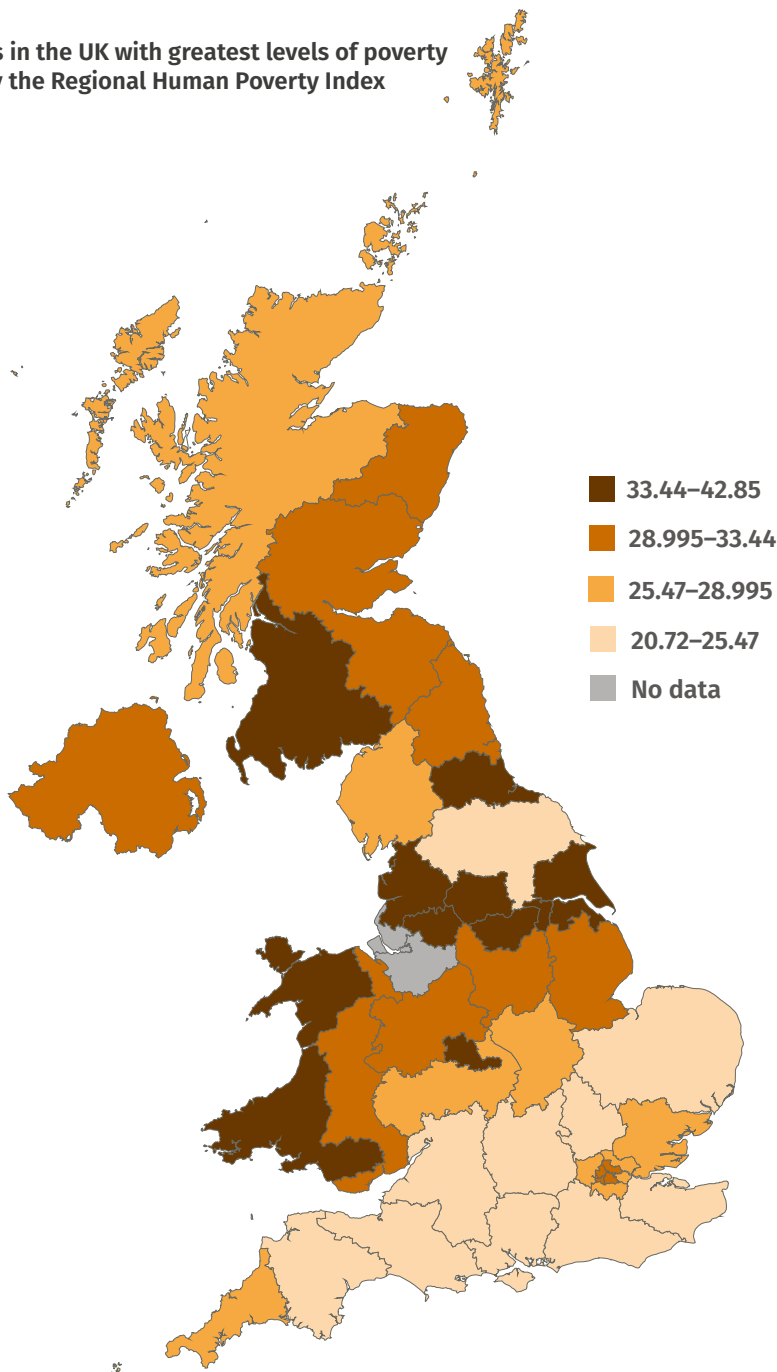 s in the UK with greatest levels of poverty
y the Regional Human Poverty Index
33.44–42.85
28.995–33.44
25.47–28.995
20.72–25.47
No data